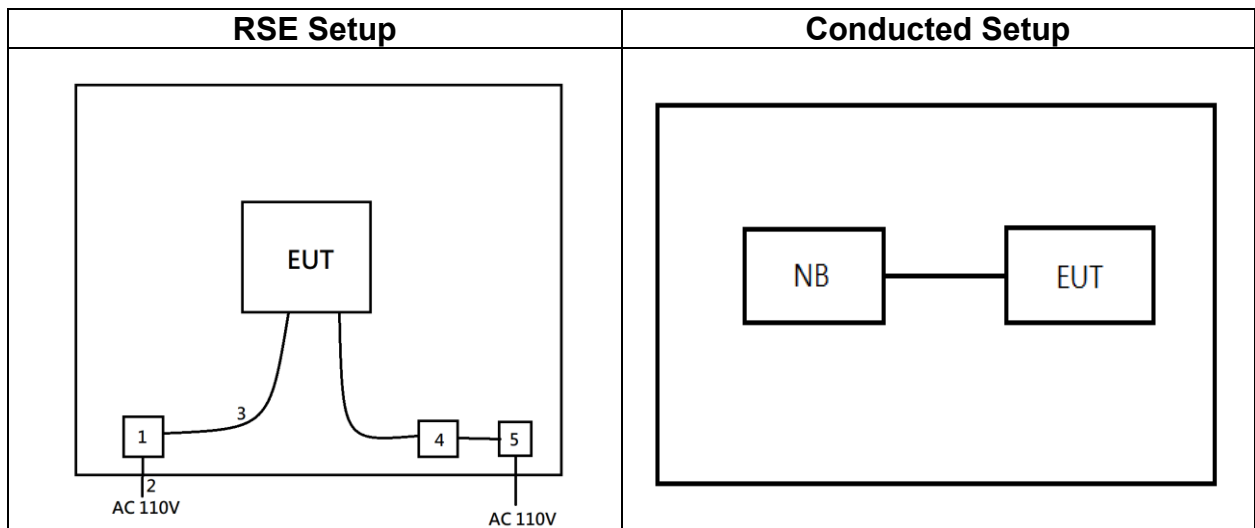 RSE Setup
Conducted Setup
EUT
1
3
4
5
2
AC 110V
AC 110V
NB
EUT